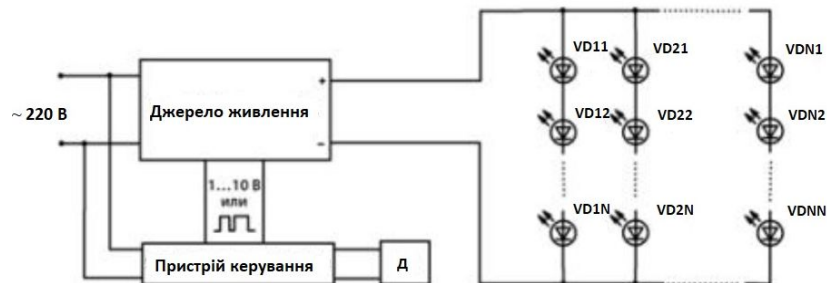 ~ 220 В
Джерело живлення
+
−
1...10 В
или
Пристрій керування
Д
VD11
VD21
VDN1
VD12
VD22
VDN2
VD1N
VD2N
VDNN